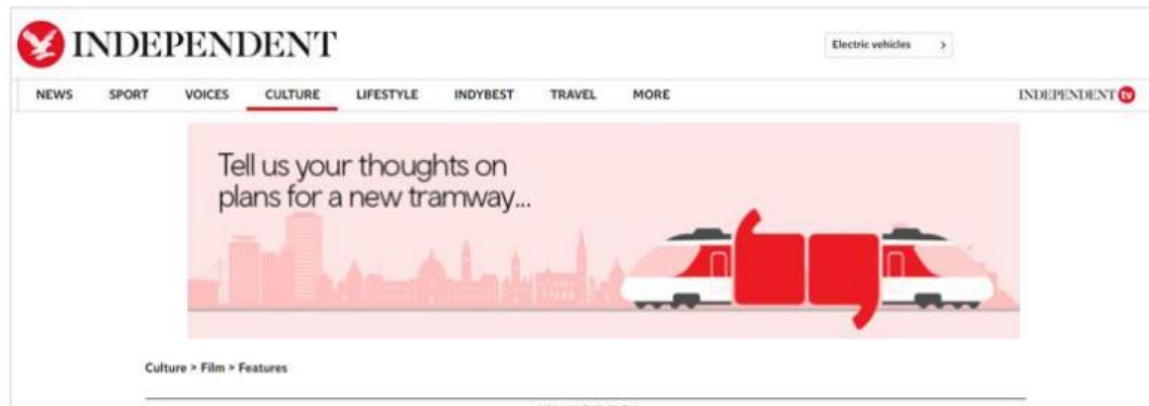 INDEPENDENT
Electric vehicles >
NEWS SPORT VOICES CULTURE LIFESTYLE INDYBEST TRAVEL MORE INDEPENDENT tv
Tell us your thoughts on
plans for a new tramway...
Culture > Film > Features